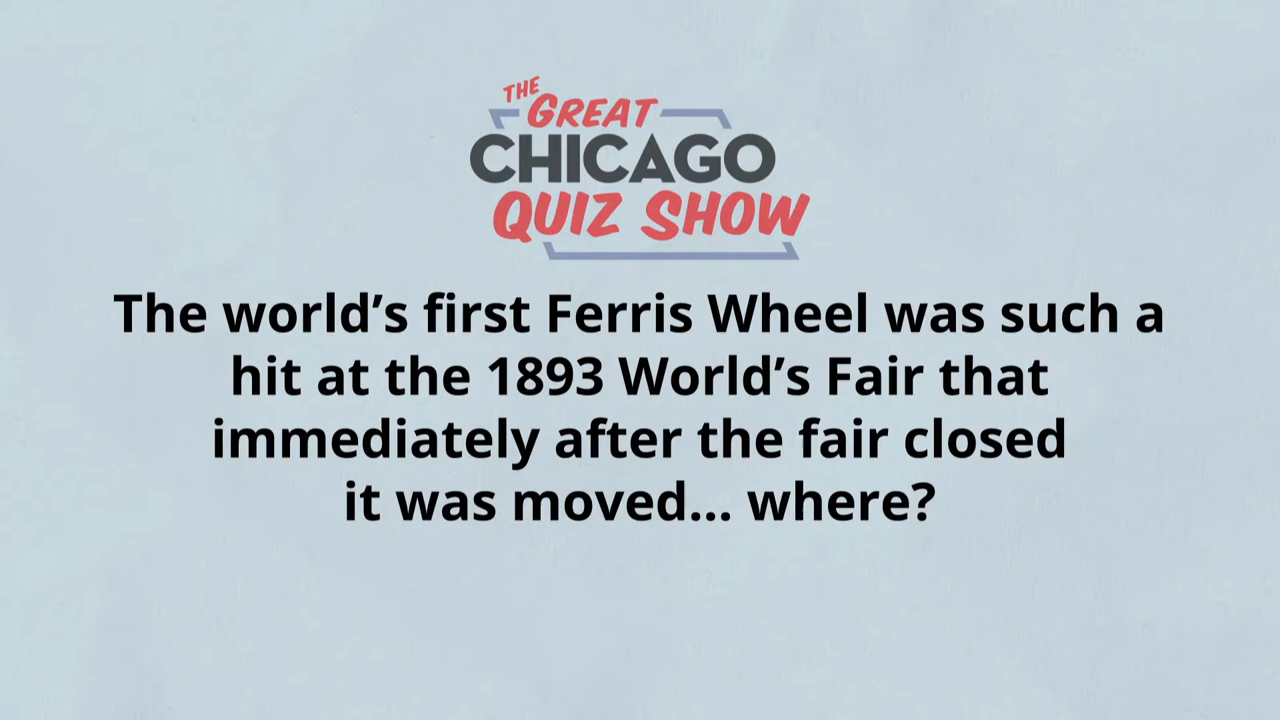 THE
GREAT
CHICAGO
QUIZ SHOW
The world’s first Ferris Wheel was such a
hit at the 1893 World’s Fair that
immediately after the fair closed
it was moved... where?